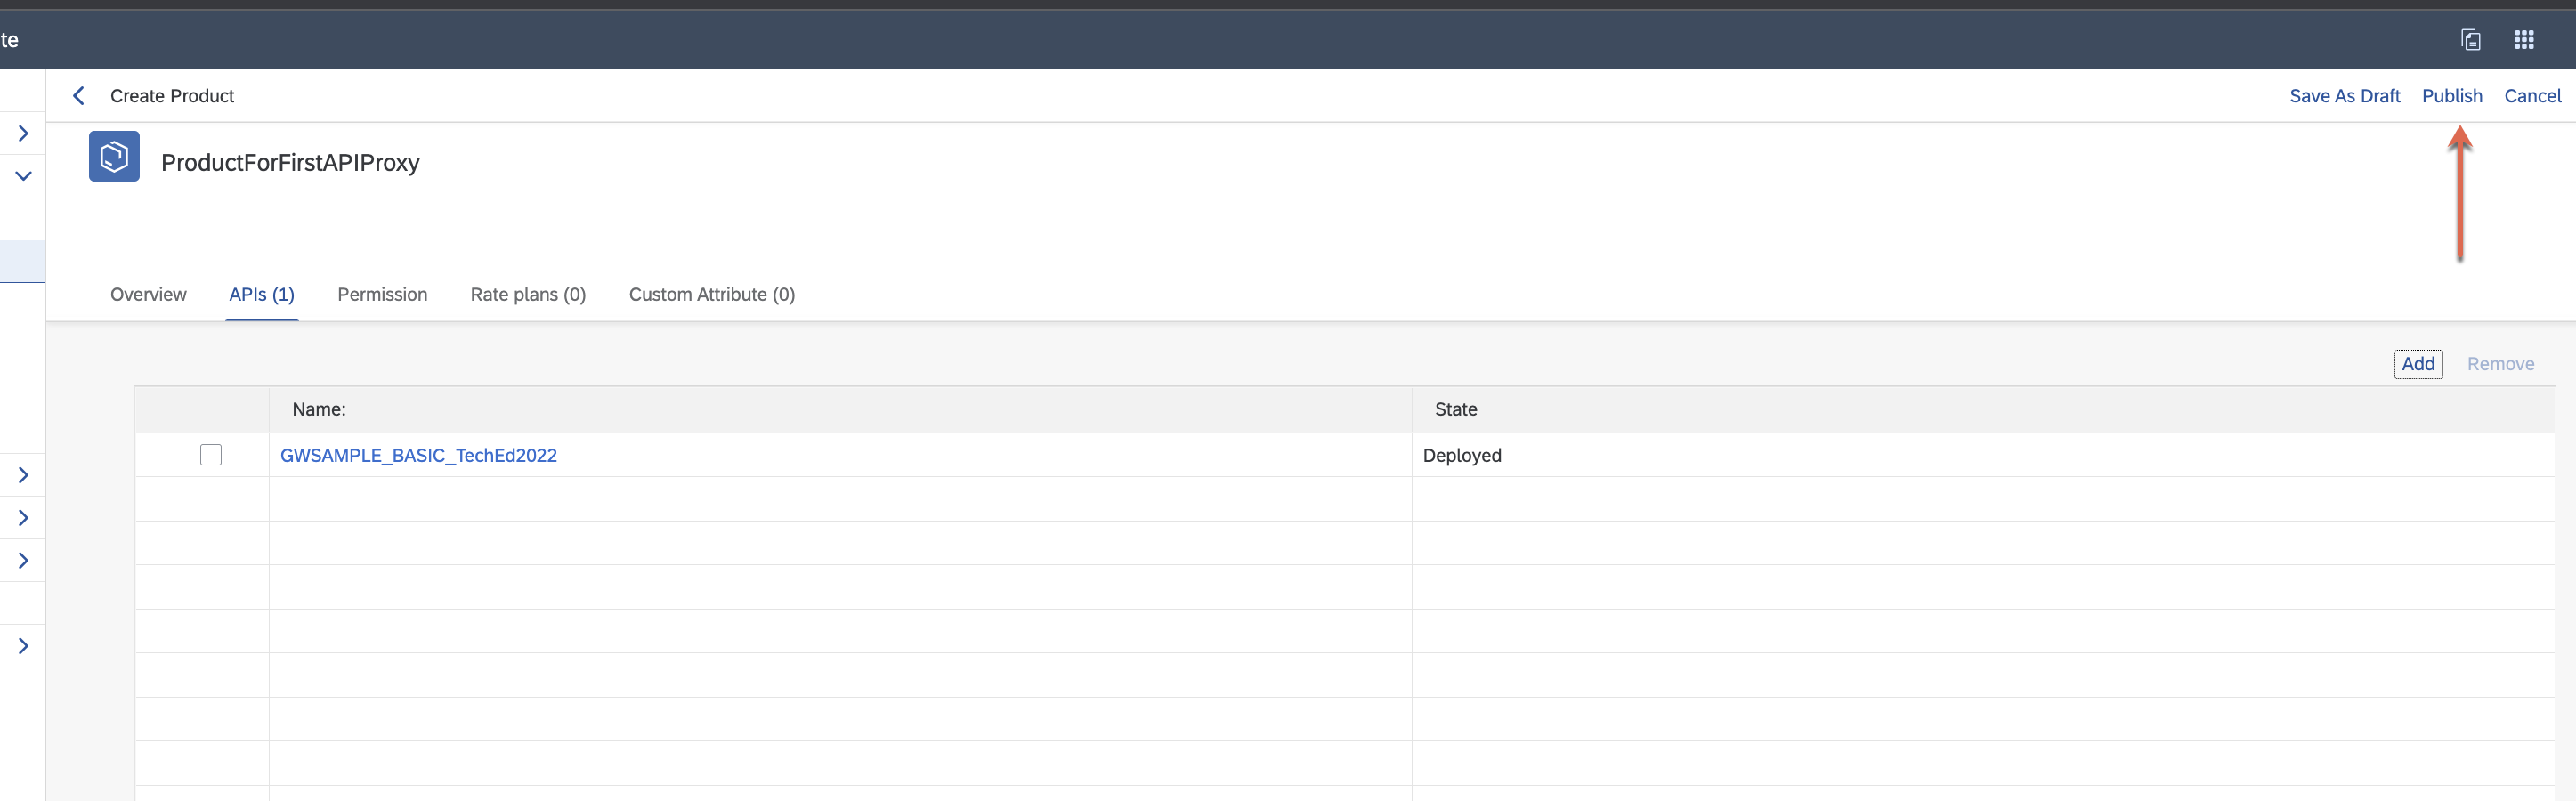 te
Create Product
Save As Draft Publish Cancel
ProductForFirstAPIProxy
Overview APIs (1) Permission Rate plans (0) Custom Attribute (0)
Add Remove
Name: State
GWSAMPLE_BASIC_TechEd2022 Deployed